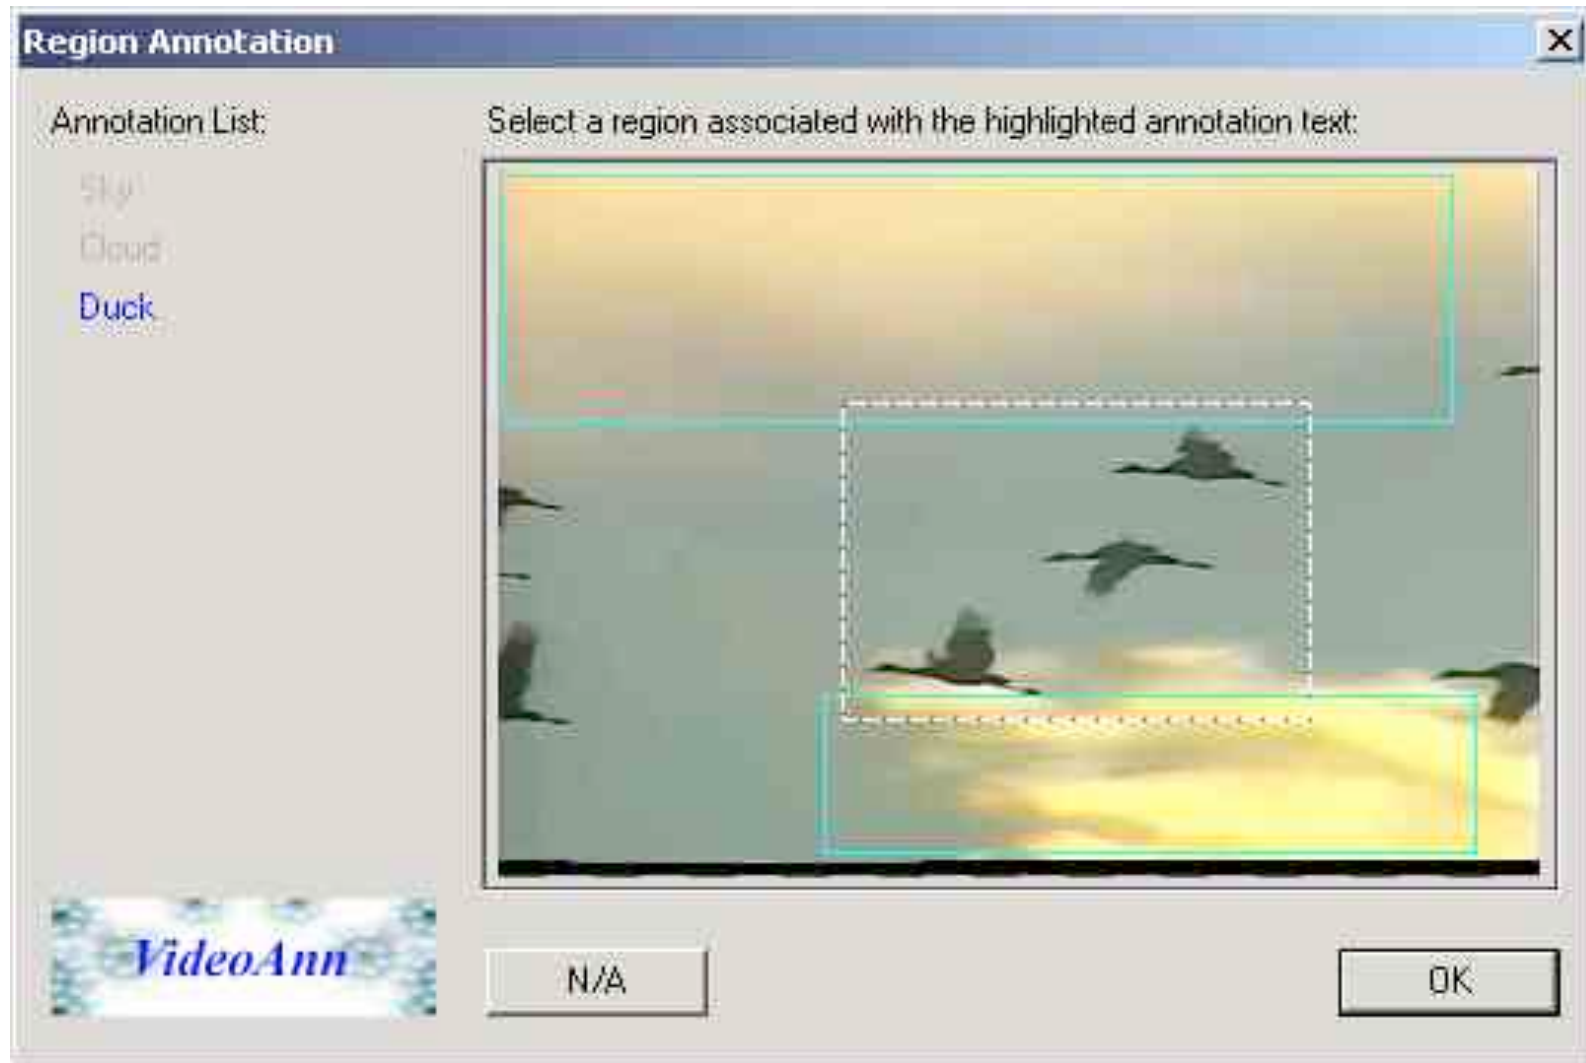 Region Annotation
Annotation List:
Select a region associated with the highlighted annotation text:
Sky
Cloud
Duck
VideoAnn
N/A
OK